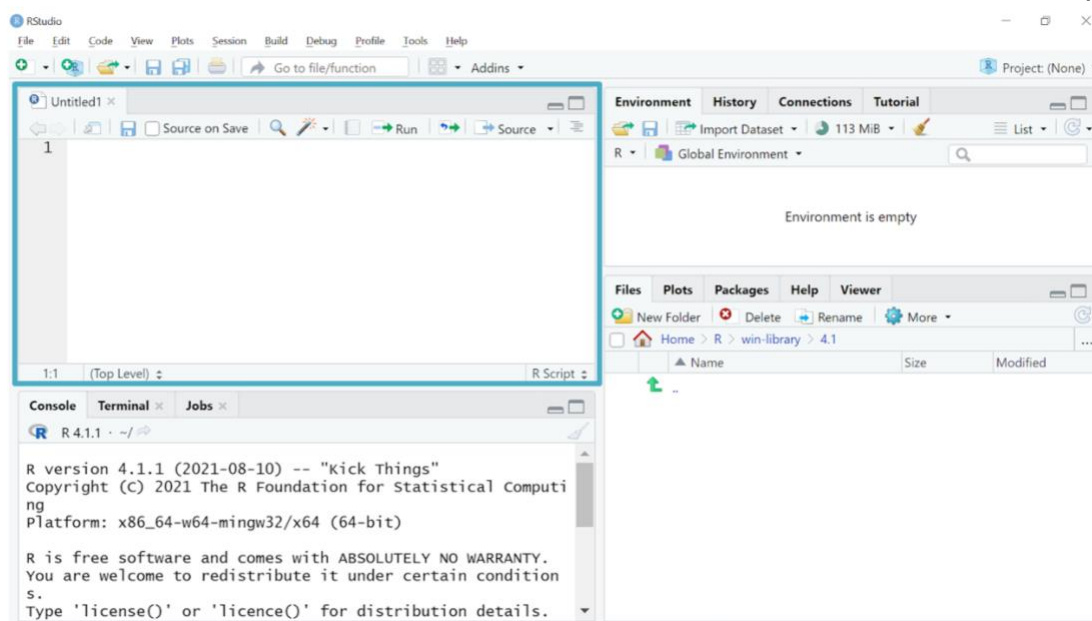 RStudio
File Edit Code View Plots Session Build Debug Profile Tools Help
Go to file/function Addins Project: (None)
Untitled1
Source on Save Run Source
1
1:1 (Top Level) R Script
Console Terminal Jobs
R 4.1.1 · ~/
R version 4.1.1 (2021-08-10) -- "Kick Things"
Copyright (C) 2021 The R Foundation for Statistical Computi
ng
Platform: x86_64-w64-mingw32/x64 (64-bit)
R is free software and comes with ABSOLUTELY NO WARRANTY.
You are welcome to redistribute it under certain condition
s.
Type 'license()' or 'licence()' for distribution details.
Environment History Connections Tutorial
Import Dataset 113 MiB List
R Global Environment
Environment is empty
Files Plots Packages Help Viewer
New Folder Delete Rename More
Home > R > win-library > 4.1 ...
Name Size Modified
..